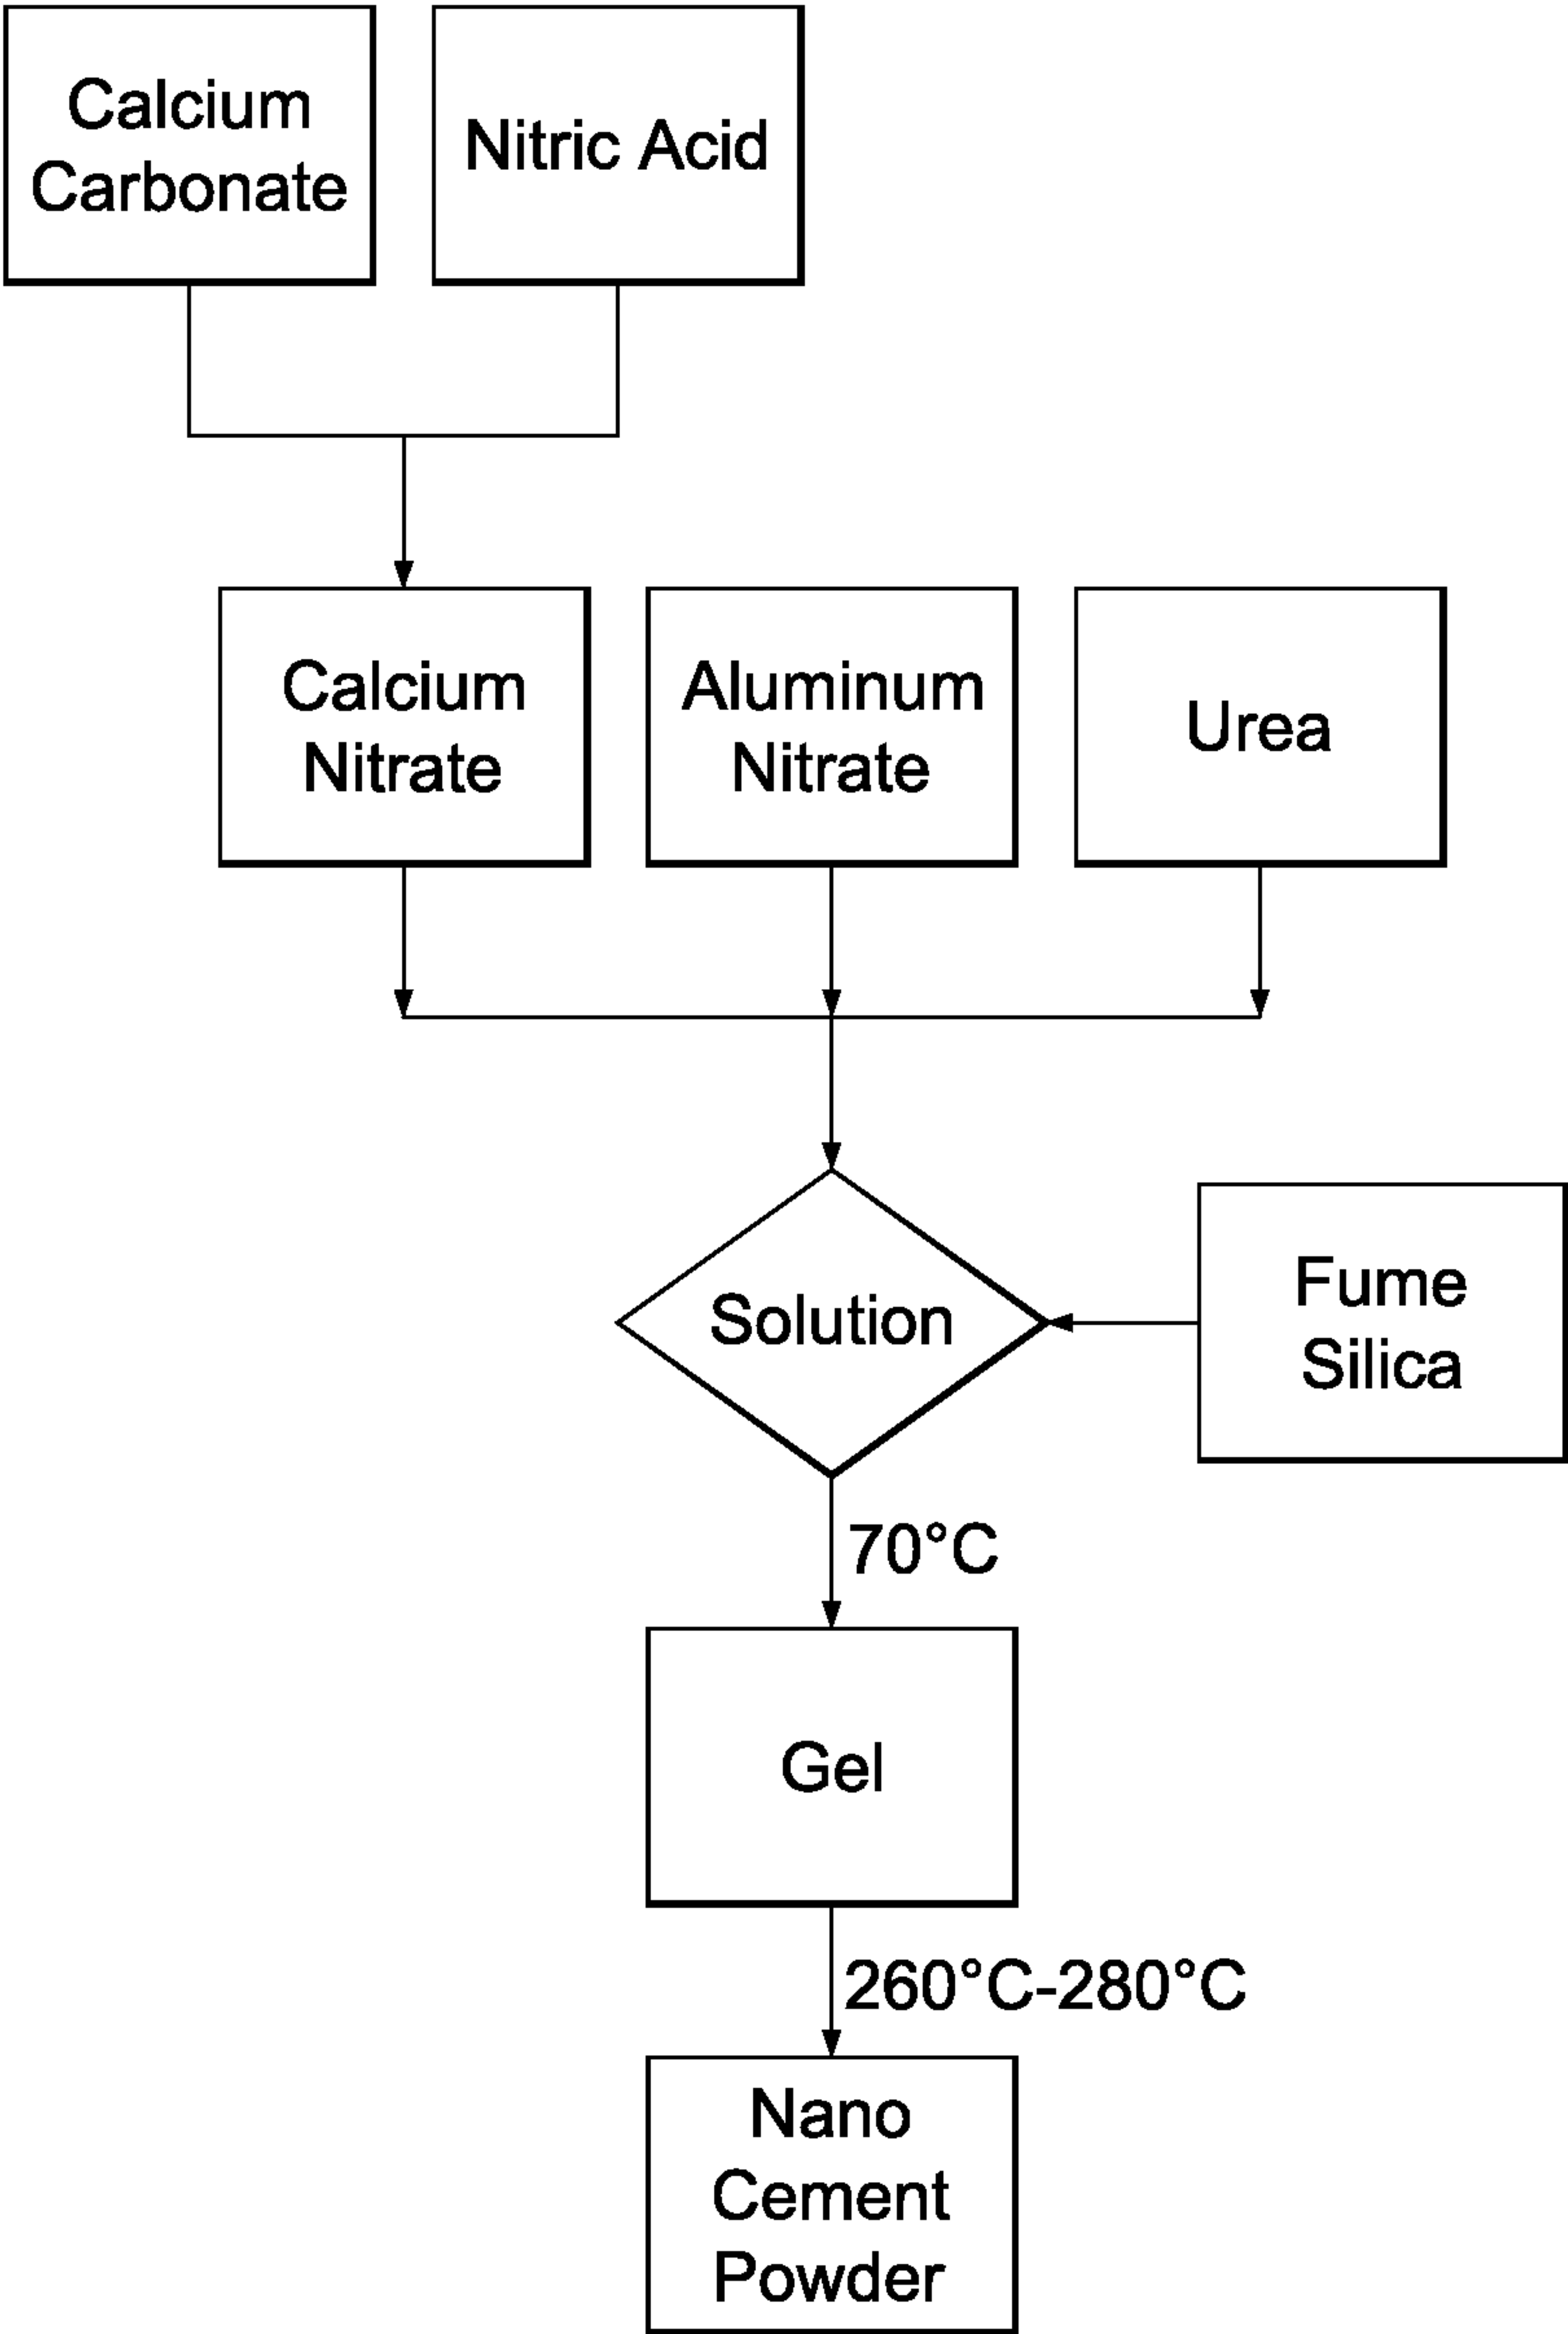 Calcium
Carbonate
Nitric Acid
Calcium
Nitrate
Aluminum
Nitrate
Urea
Solution
Fume
Silica
70°C
Gel
260°C-280°C
Nano
Cement
Powder